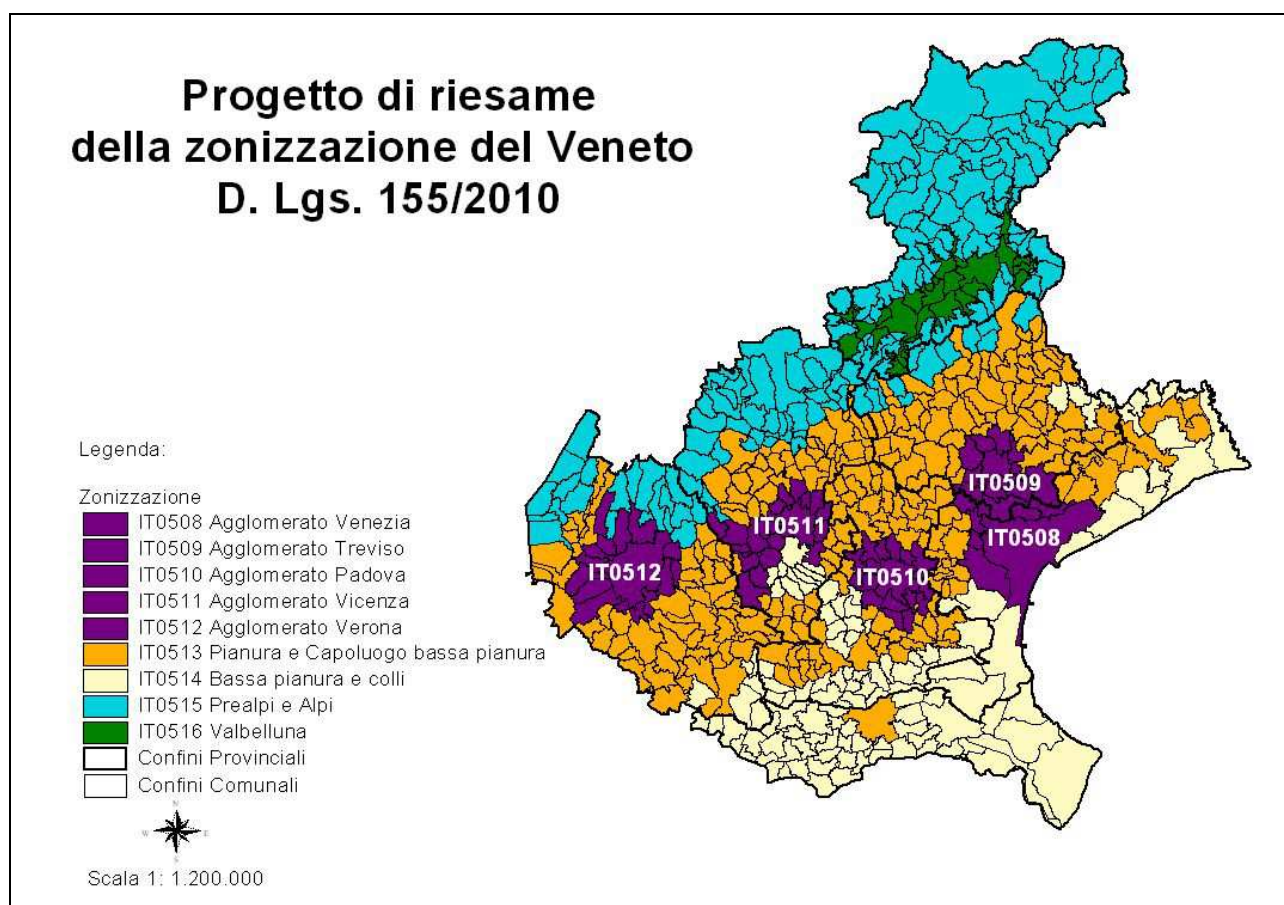 Progetto di riesame
della zonizzazione del Veneto
D. Lgs. 155/2010
Legenda:
Zonizzazione
IT0508 Agglomerato Venezia
IT0509 Agglomerato Treviso
IT0510 Agglomerato Padova
IT0511 Agglomerato Vicenza
IT0512 Agglomerato Verona
IT0513 Pianura e Capoluogo bassa pianura
IT0514 Bassa pianura e colli
IT0515 Prealpi e Alpi
IT0516 Valbelluna
Confini Provinciali
Confini Comunali
N
W E
S
Scala 1: 1.200.000
IT0509
IT0511
IT0508
IT0512
IT0510